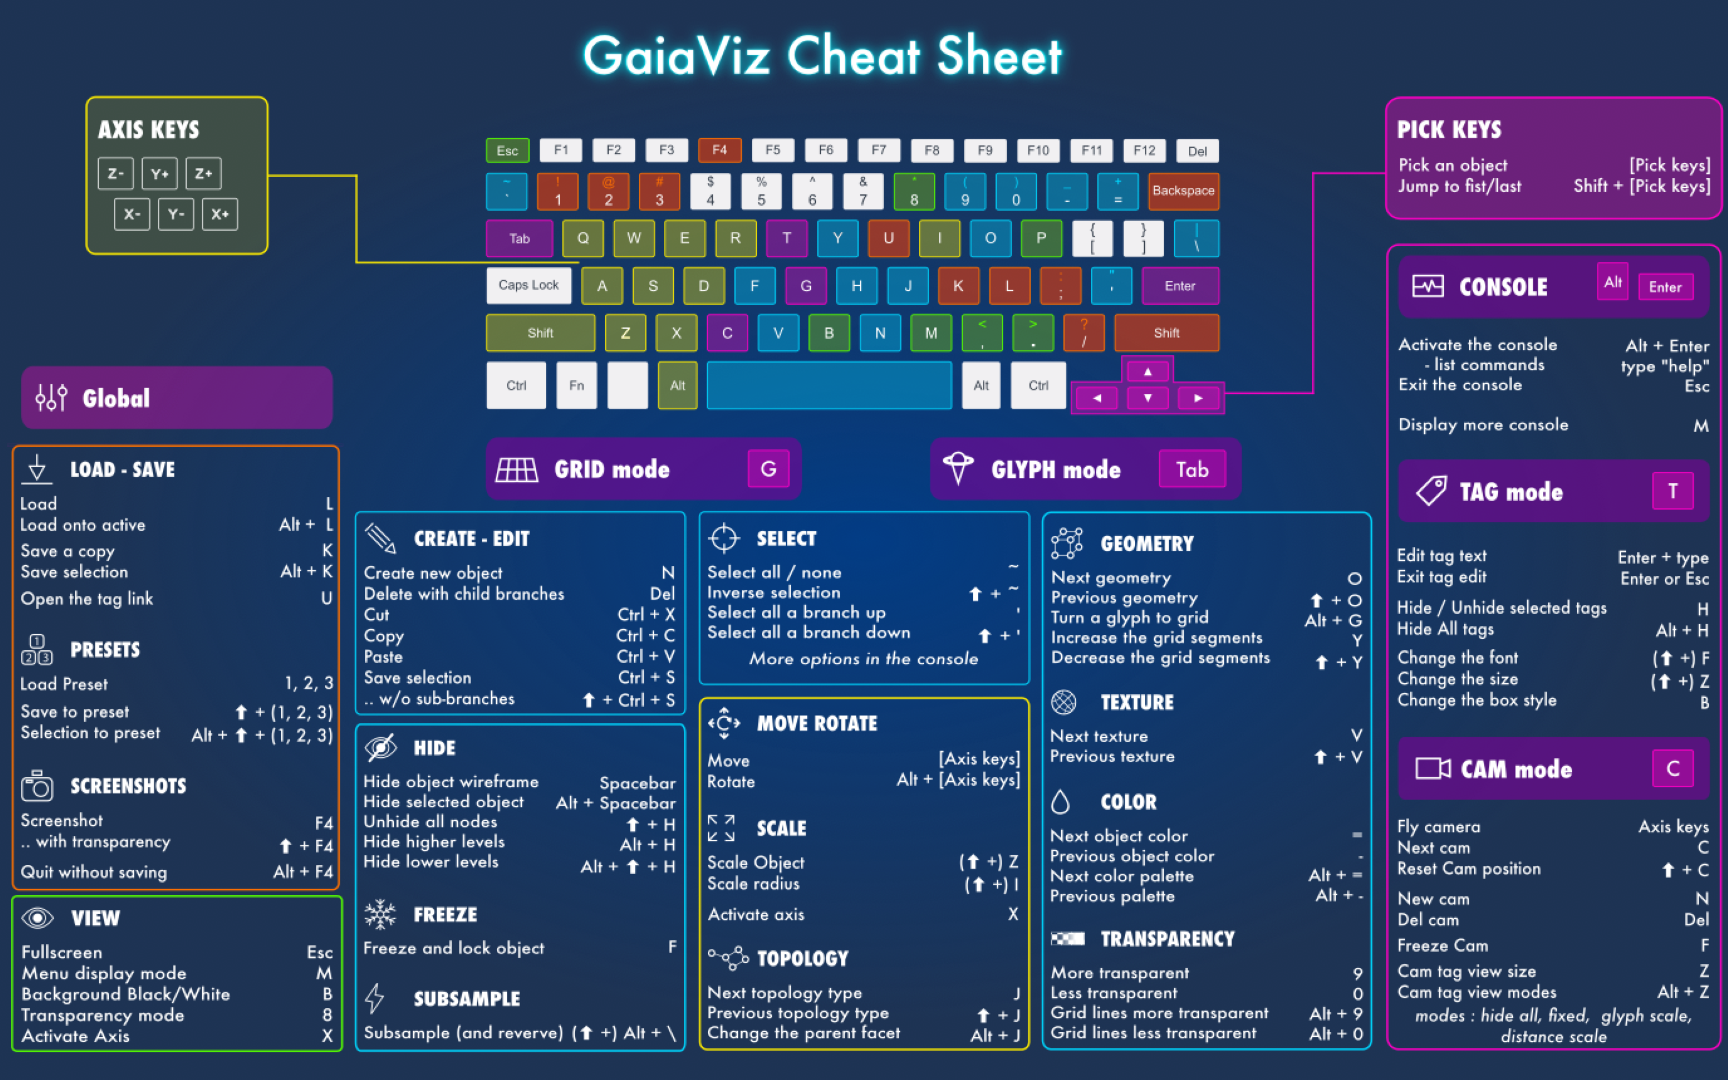 GaiaViz Cheat Sheet
AXIS KEYS
Z- Y+ Z+
X- Y- X+
Esc F1 F2 F3 F4 F5 F6 F7 F8 F9 F10 F11 F12 Del
~ ! @ # $ % ^ & * ( ) _ +
` 1 2 3 4 5 6 7 8 9 0 - = Backspace
Tab Q W E R T Y U I O P { } |
[ ] \
Caps Lock A S D F G H J K L : " Enter
; '
Shift Z X C V B N M < > ? Shift
, . /
Ctrl Fn Alt Alt Ctrl ▲
◄ ▼ ►
PICK KEYS
Pick an object [Pick keys]
Jump to fist/last Shift + [Pick keys]
Global
LOAD - SAVE
Load L
Load onto active Alt + L
Save a copy K
Save selection Alt + K
Open the tag link U
1 2 3 PRESETS
Load Preset 1, 2, 3
Save to preset ⬆ + (1, 2, 3)
Selection to preset Alt + ⬆ + (1, 2, 3)
SCREENSHOTS
Screenshot F4
.. with transparency ⬆ + F4
Quit without saving Alt + F4
VIEW
Fullscreen Esc
Menu display mode M
Background Black/White B
Transparency mode 8
Activate Axis X
GRID mode G
CREATE - EDIT
Create new object N
Delete with child branches Del
Cut Ctrl + X
Copy Ctrl + C
Paste Ctrl + V
Save selection Ctrl + S
.. w/o sub-branches ⬆ + Ctrl + S
HIDE
Hide object wireframe Spacebar
Hide selected object Alt + Spacebar
Unhide all nodes ⬆ + H
Hide higher levels Alt + H
Hide lower levels Alt + ⬆ + H
FREEZE
Freeze and lock object F
SUBSAMPLE
Subsample (and reverve) (⬆ +) Alt + \
SELECT
Select all / none ~
Inverse selection ⬆ + ~
Select all a branch up '
Select all a branch down ⬆ + '
More options in the console
MOVE ROTATE
Move [Axis keys]
Rotate Alt + [Axis keys]
SCALE
Scale Object (⬆ +) Z
Scale radius (⬆ +) I
Activate axis X
TOPOLOGY
Next topology type J
Previous topology type ⬆ + J
Change the parent facet Alt + J
GLYPH mode Tab
GEOMETRY
Next geometry O
Previous geometry ⬆ + O
Turn a glyph to grid Alt + G
Increase the grid segments Y
Decrease the grid segments ⬆ + Y
TEXTURE
Next texture V
Previous texture ⬆ + V
COLOR
Next object color =
Previous object color -
Next color palette Alt + =
Previous palette Alt + -
TRANSPARENCY
More transparent 9
Less transparent 0
Grid lines more transparent Alt + 9
Grid lines less transparent Alt + 0
CONSOLE Alt Enter
Activate the console Alt + Enter
- list commands type "help"
Exit the console Esc
Display more console M
TAG mode T
Edit tag text Enter + type
Exit tag edit Enter or Esc
Hide / Unhide selected tags H
Hide All tags Alt + H
Change the font (⬆ +) F
Change the size (⬆ +) Z
Change the box style B
CAM mode C
Fly camera Axis keys
Next cam C
Reset Cam position ⬆ + C
New cam N
Del cam Del
Freeze Cam F
Cam tag view size Z
Cam tag view modes Alt + Z
modes : hide all, fixed, glyph scale,
distance scale